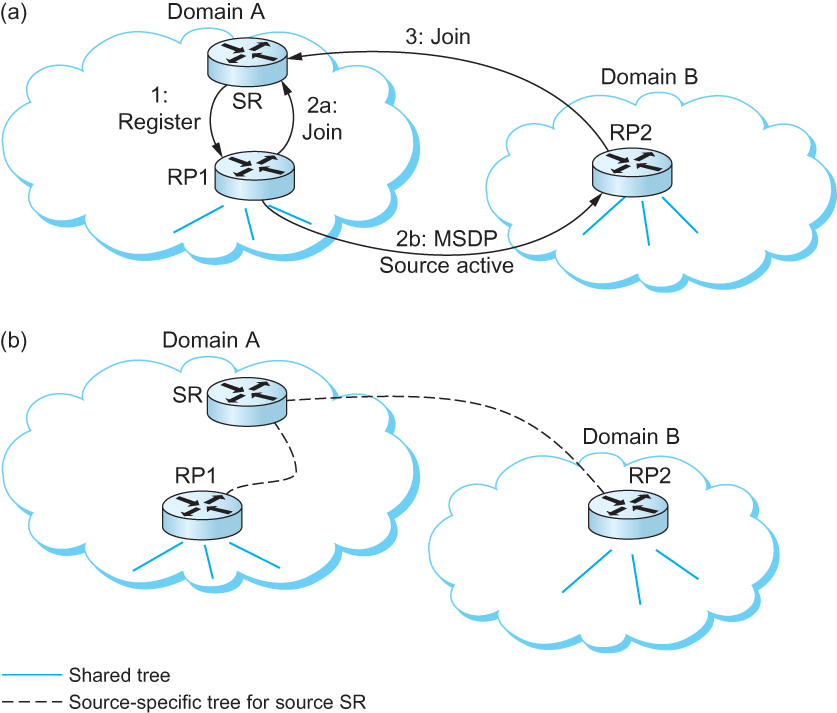 (a)
Domain A
3: Join
SR
1:
Register
2a:
Join
RP1
Domain B
RP2
2b: MSDP
Source active
(b)
Domain A
SR
RP1
Domain B
RP2
Shared tree
Source-specific tree for source SR